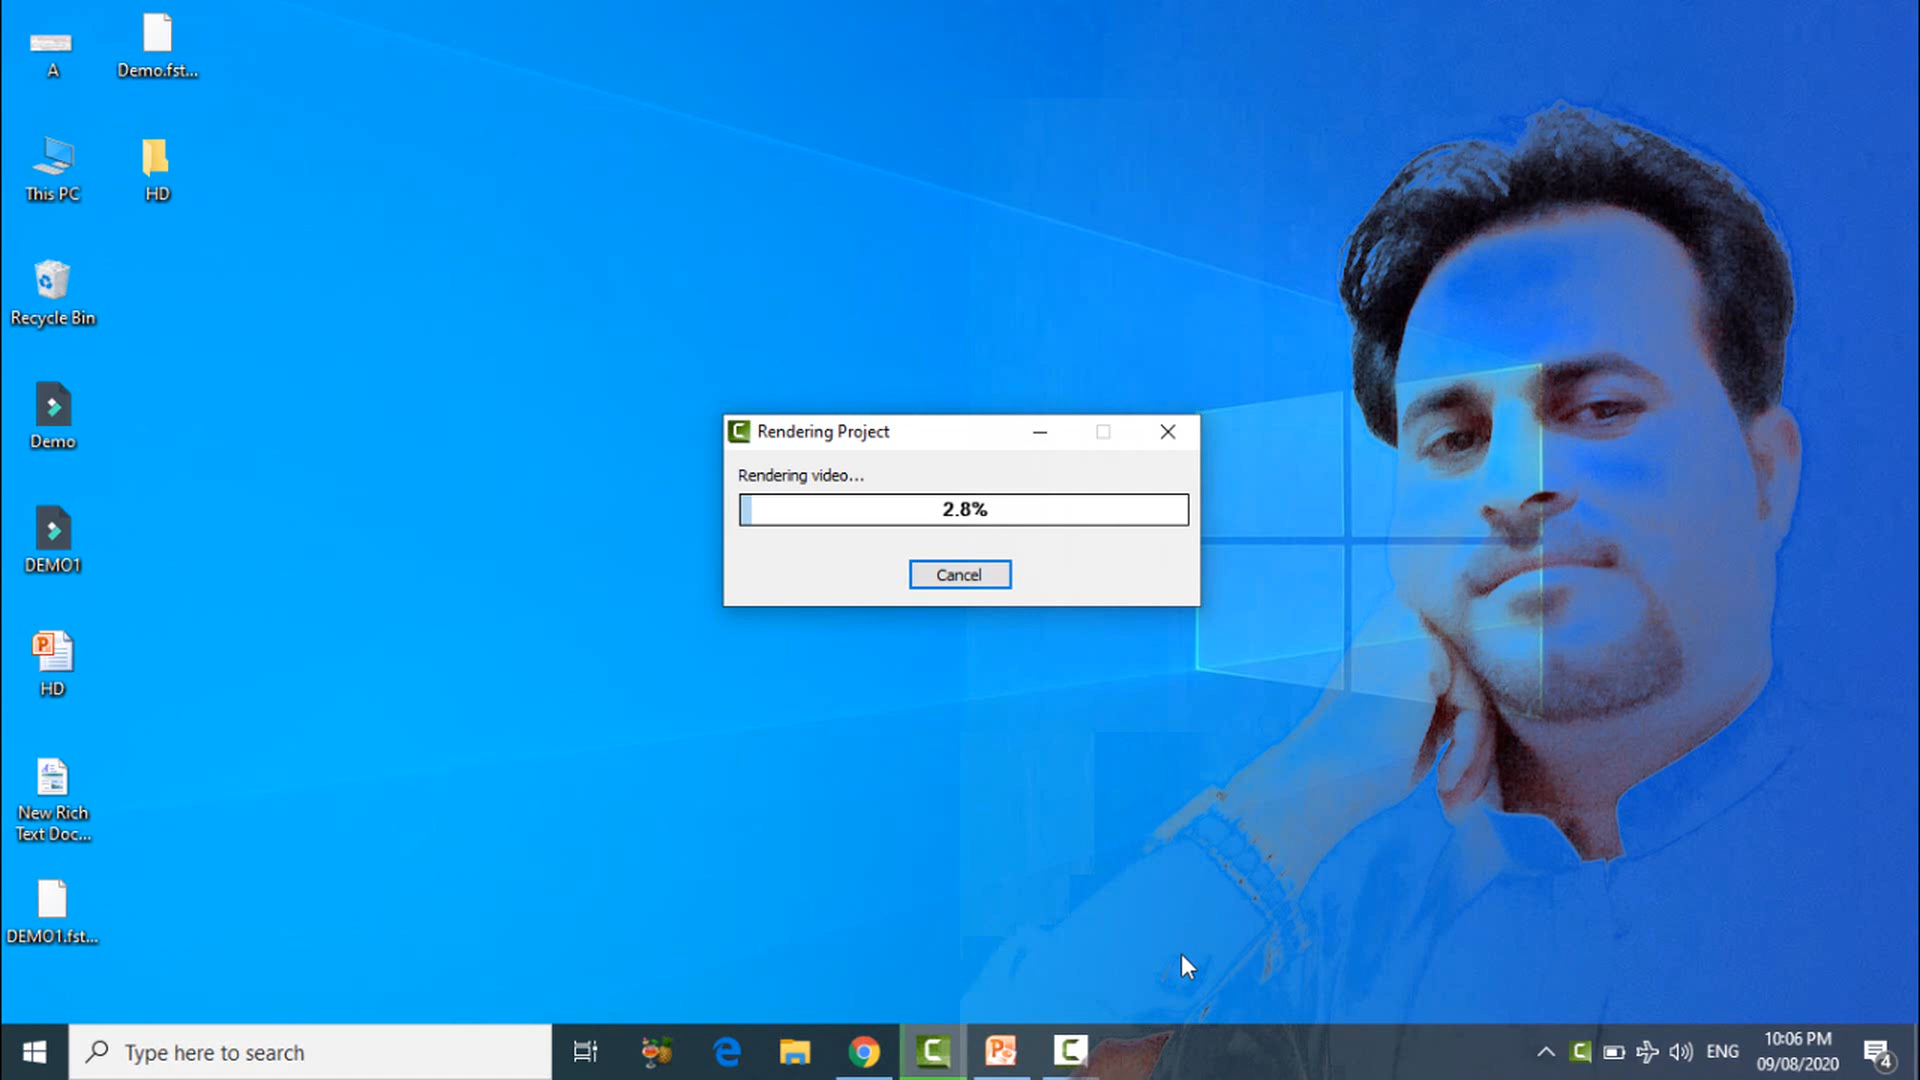 A
Demo.fst...
This PC
HD
Recycle Bin
Demo
DEMO1
HD
New Rich
Text Doc...
DEMO1.fst...
Rendering Project
Rendering video...
2.8%
Cancel
Type here to search
ENG
10:06 PM
09/08/2020
4